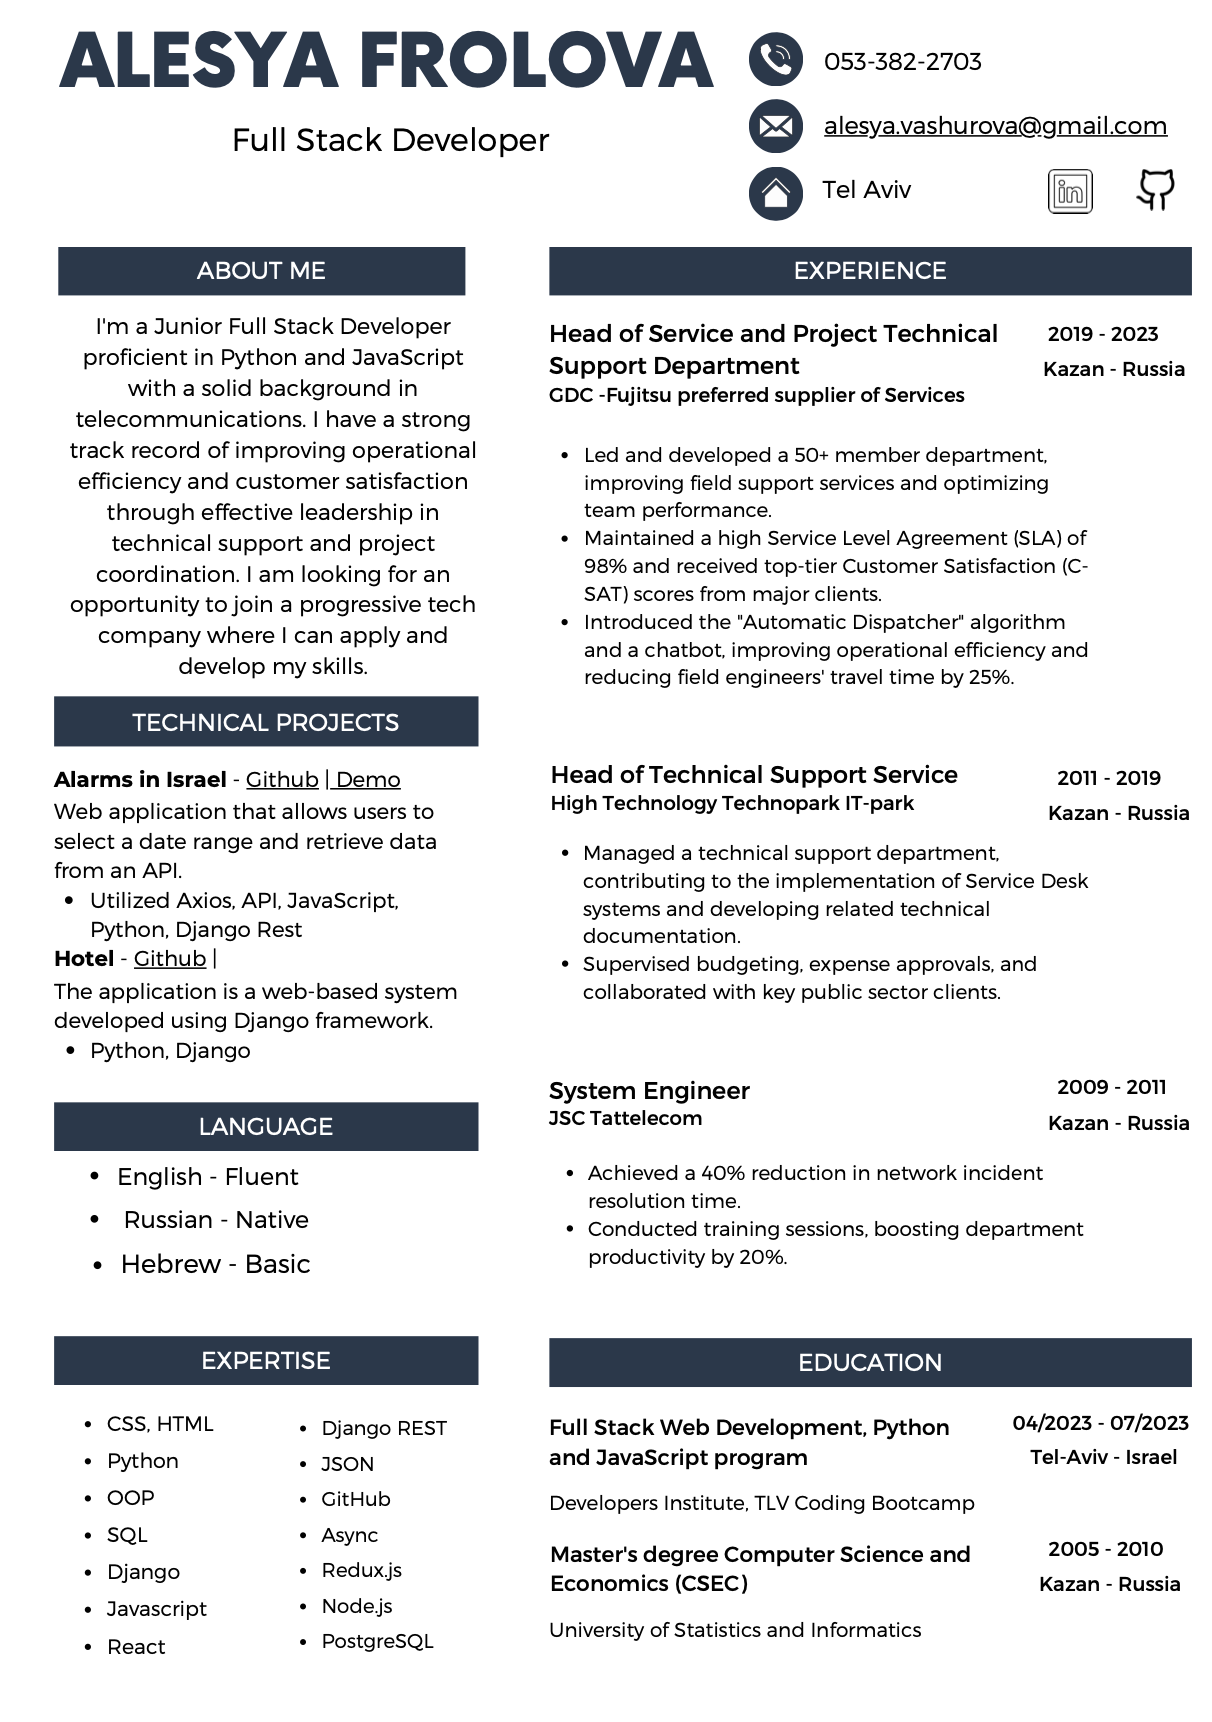 ALESYA FROLOVA
Full Stack Developer
053-382-2703
alesya.vashurova@gmail.com
Tel Aviv
in
ABOUT ME
I'm a Junior Full Stack Developer
proficient in Python and JavaScript
with a solid background in
telecommunications. I have a strong
track record of improving operational
efficiency and customer satisfaction
through effective leadership in
technical support and project
coordination. I am looking for an
opportunity to join a progressive tech
company where I can apply and
develop my skills.
TECHNICAL PROJECTS
Alarms in Israel - Github | Demo
Web application that allows users to
select a date range and retrieve data
from an API.
• Utilized Axios, API, JavaScript,
Python, Django Rest
Hotel - Github |
The application is a web-based system
developed using Django framework.
• Python, Django
LANGUAGE
• English - Fluent
• Russian - Native
• Hebrew - Basic
EXPERTISE
• CSS, HTML
• Python
• OOP
• SQL
• Django
• Javascript
• React
• Django REST
• JSON
• GitHub
• Async
• Redux.js
• Node.js
• PostgreSQL
EXPERIENCE
Head of Service and Project Technical
Support Department
GDC -Fujitsu preferred supplier of Services
2019 - 2023
Kazan - Russia
• Led and developed a 50+ member department,
improving field support services and optimizing
team performance.
• Maintained a high Service Level Agreement (SLA) of
98% and received top-tier Customer Satisfaction (C-
SAT) scores from major clients.
• Introduced the "Automatic Dispatcher" algorithm
and a chatbot, improving operational efficiency and
reducing field engineers' travel time by 25%.
Head of Technical Support Service
High Technology Technopark IT-park
2011 - 2019
Kazan - Russia
• Managed a technical support department,
contributing to the implementation of Service Desk
systems and developing related technical
documentation.
• Supervised budgeting, expense approvals, and
collaborated with key public sector clients.
System Engineer
JSC Tattelecom
2009 - 2011
Kazan - Russia
• Achieved a 40% reduction in network incident
resolution time.
• Conducted training sessions, boosting department
productivity by 20%.
EDUCATION
Full Stack Web Development, Python
and JavaScript program
04/2023 - 07/2023
Tel-Aviv - Israel
Developers Institute, TLV Coding Bootcamp
Master's degree Computer Science and
Economics (CSEC)
2005 - 2010
Kazan - Russia
University of Statistics and Informatics